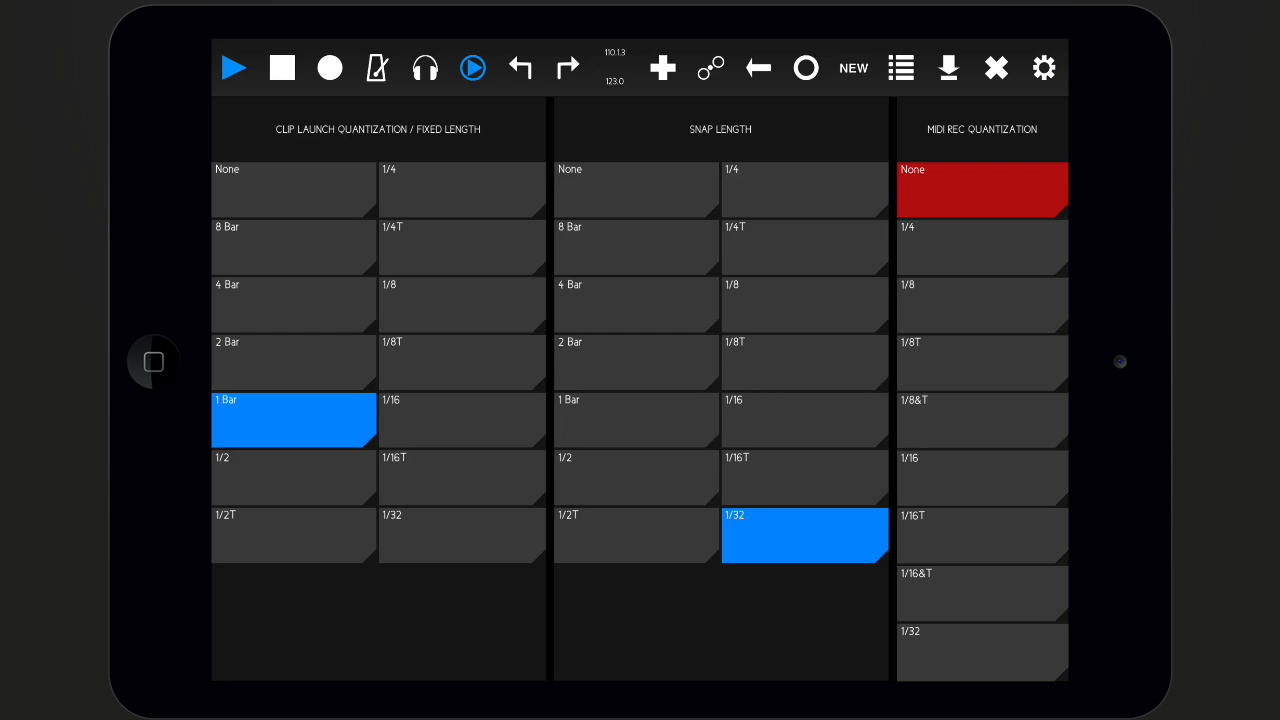 110.1.3
123.0
NEW
CLIP LAUNCH QUANTIZATION / FIXED LENGTH
None
1/4
8 Bar
1/4T
4 Bar
1/8
2 Bar
1/8T
1 Bar
1/16
1/2
1/16T
1/2T
1/32
SNAP LENGTH
None
1/4
8 Bar
1/4T
4 Bar
1/8
2 Bar
1/8T
1 Bar
1/16
1/2
1/16T
1/2T
1/32
MIDI REC QUANTIZATION
None
1/4
1/8
1/8T
1/8&T
1/16
1/16T
1/16&T
1/32